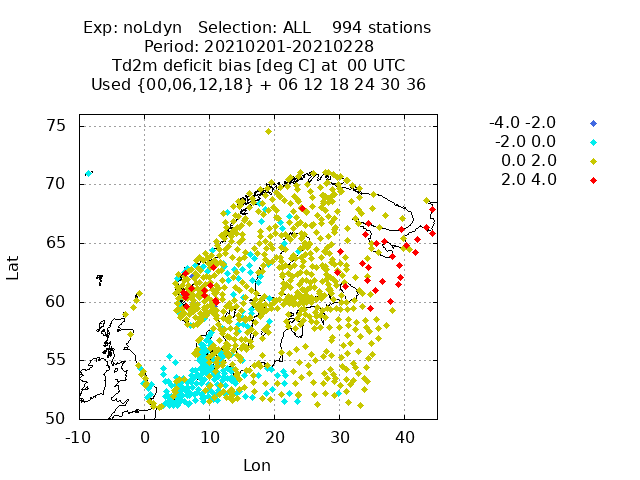 Exp: noLdyn   Selection: ALL    994 stations
Period: 20210201-20210228
Td2m deficit bias [deg C] at  00 UTC
Used {00,06,12,18} + 06 12 18 24 30 36
-4.0 -2.0
-2.0 0.0
0.0 2.0
2.0 4.0
75
70
65
60
55
50
Lat
-10 0 10 20 30 40
Lon